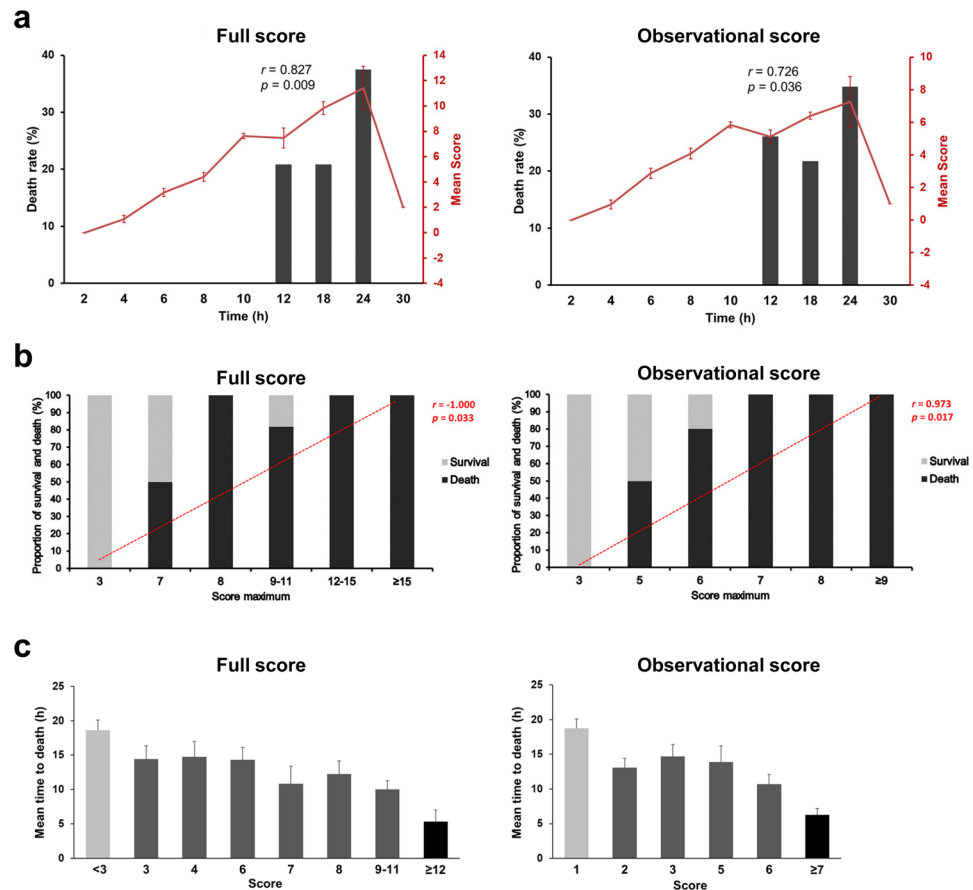 a
Full score
Observational score
r = 0.827
p = 0.009
r = 0.726
p = 0.036
Death rate (%)
40
30
20
10
0
14
12
10
8
6
4
2
0
-2
-4
Mean Score
2 4 6 8 10 12 18 24 30
Time (h)
Death rate (%)
40
30
20
10
0
10
8
6
4
2
0
-2
-4
Mean Score
2 4 6 8 10 12 18 24 30
Time (h)
b
Full score
Observational score
Proportion of survival and death (%)
100
90
80
70
60
50
40
30
20
10
0
r = -1.000
p = 0.033
Survival
Death
3 7 8 9-11 12-15 ≥15
Score maximum
Proportion of survival and death (%)
100
90
80
70
60
50
40
30
20
10
0
r = 0.973
p = 0.017
Survival
Death
3 5 6 7 8 ≥9
Score maximum
c
Full score
Observational score
Mean time to death (h)
25
20
15
10
5
0
<3 3 4 6 7 8 9-11 ≥12
Score
Mean time to death (h)
25
20
15
10
5
0
1 2 3 5 6 ≥7
Score